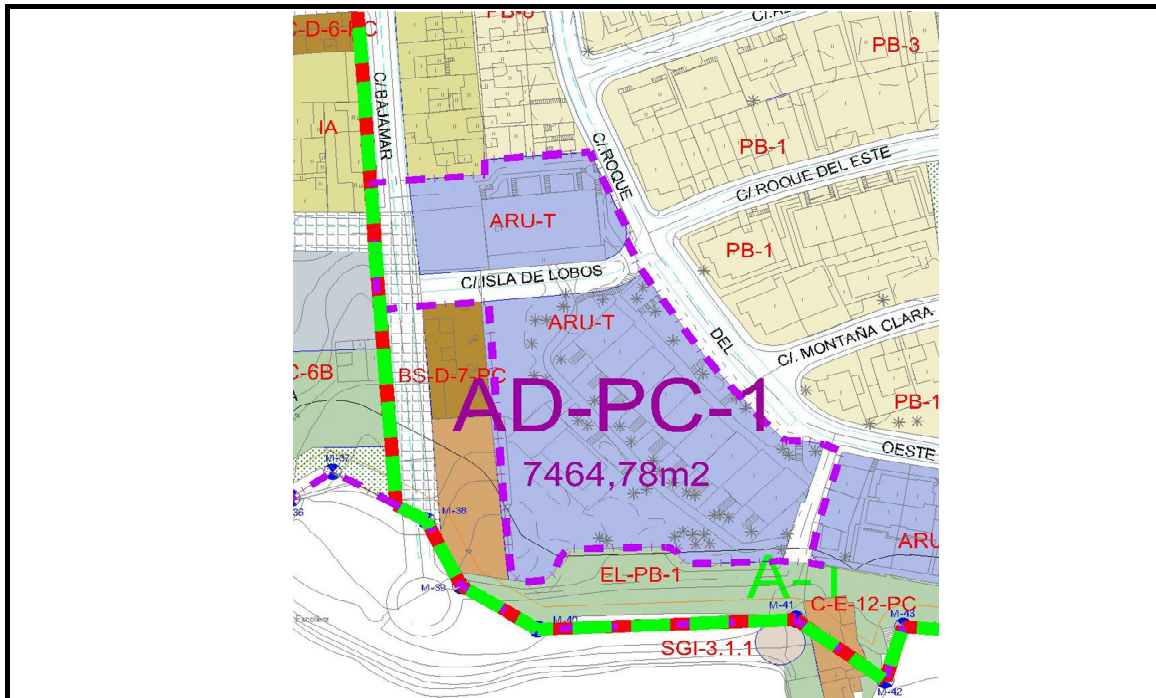 PB-3
IA
C/BAJAMAR
C/. ROQUE
PB-1
C/. ROQUE DEL ESTE
ARU-T
PB-1
C/. ISLA DE LOBOS
ARU-T
DEL
C/. MONTAÑA CLARA
C-6B
BS-D-7-PC
AD-PC-1
PB-1
OESTE
7464,78m2
M-37
M-38
ARU
EL-PB-1
A-1
M-39
C-E-12-PC
M-41
M-43
M-40
Escollera
SGI-3.1.1
M-42